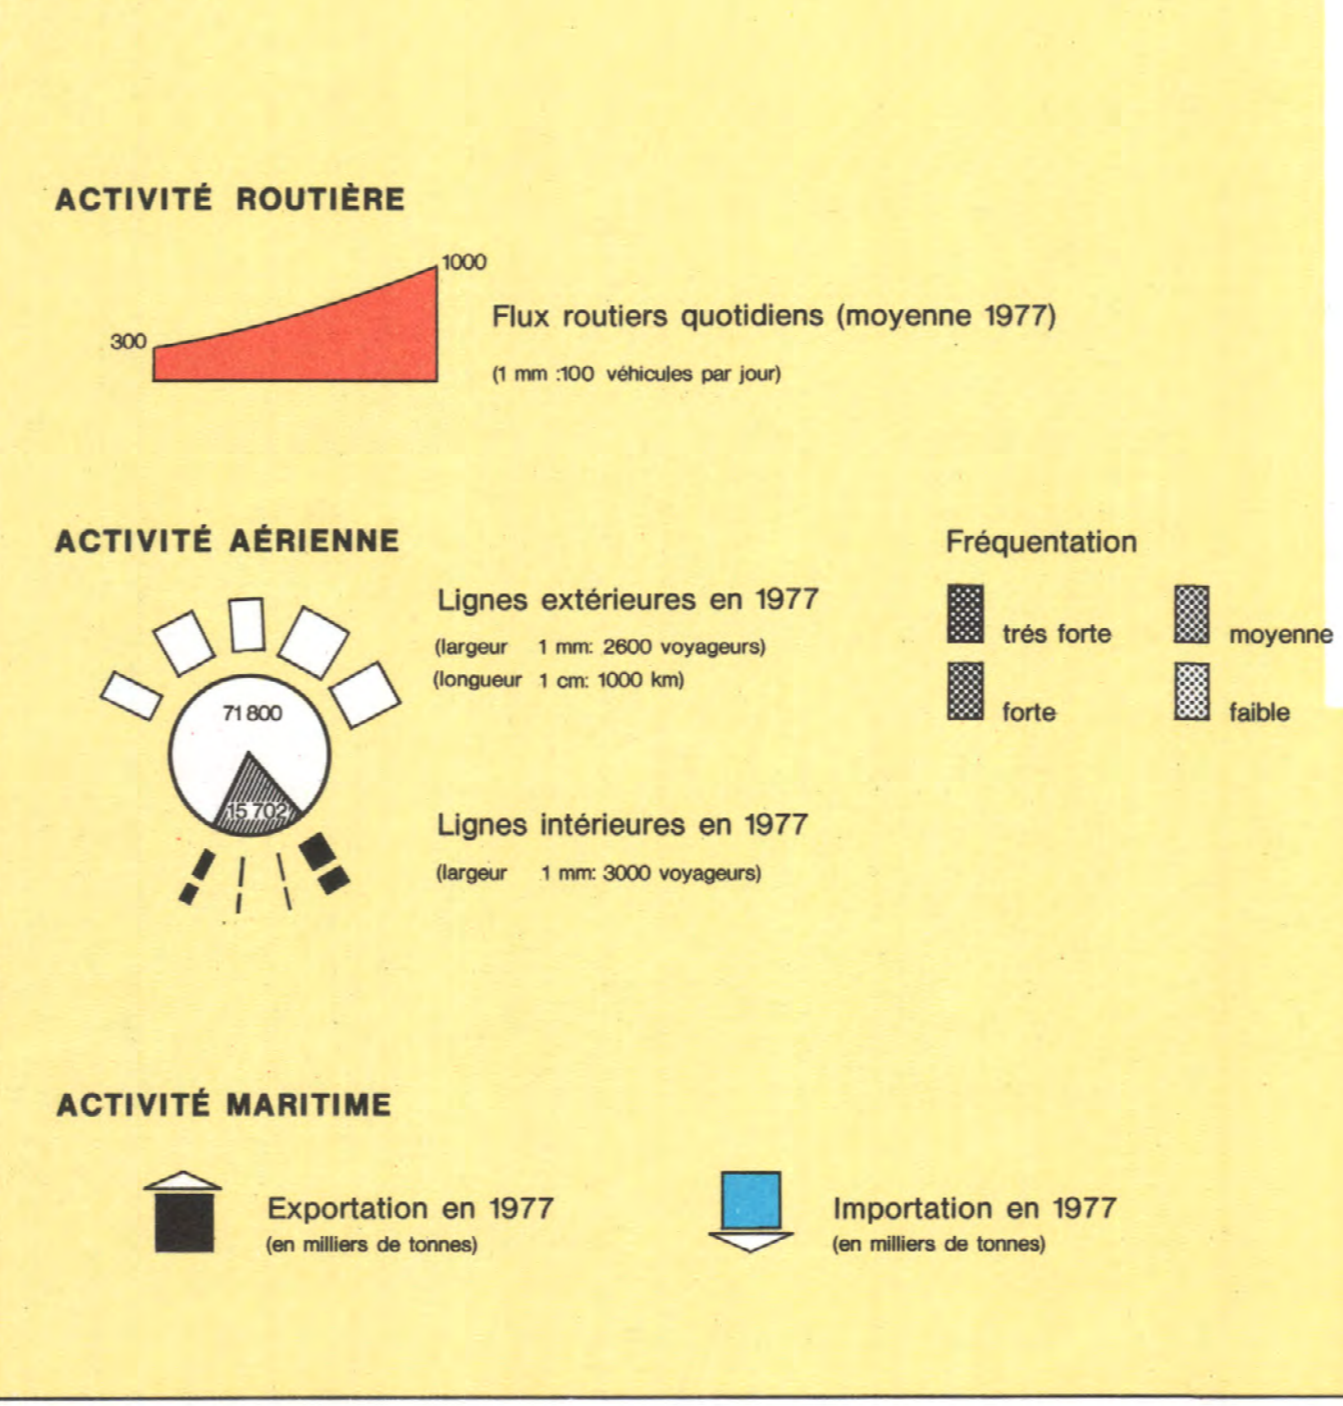 ACTIVITÉ ROUTIÈRE
1000
300
Flux routiers quotidiens (moyenne 1977)
(1 mm :100 véhicules par jour)
ACTIVITÉ AÉRIENNE
Lignes extérieures en 1977
(largeur 1 mm: 2600 voyageurs)
(longueur 1 cm: 1000 km)
71 800
15 702
Lignes intérieures en 1977
(largeur 1 mm: 3000 voyageurs)
Fréquentation
trés forte
moyenne
forte
faible
ACTIVITÉ MARITIME
Exportation en 1977
(en milliers de tonnes)
Importation en 1977
(en milliers de tonnes)